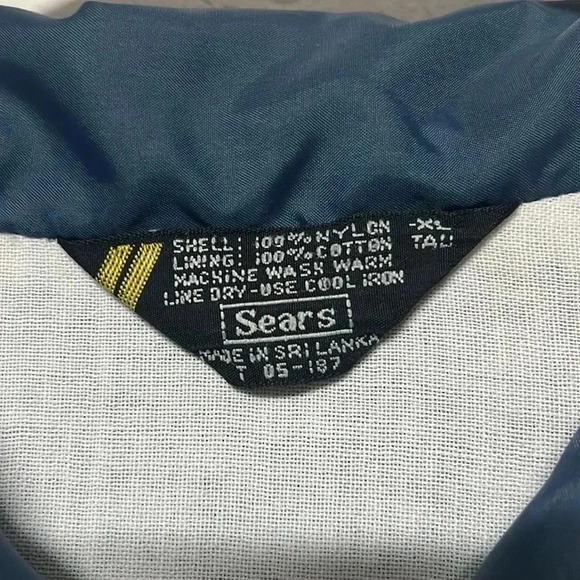 SHELL: 100% NYLON
LINING: 100% COTTON
MACHINE WASH WARM
LINE DRY-USE COOL IRON
-XL
TALL
Sears
MADE IN SRI LANKA
T 05-187